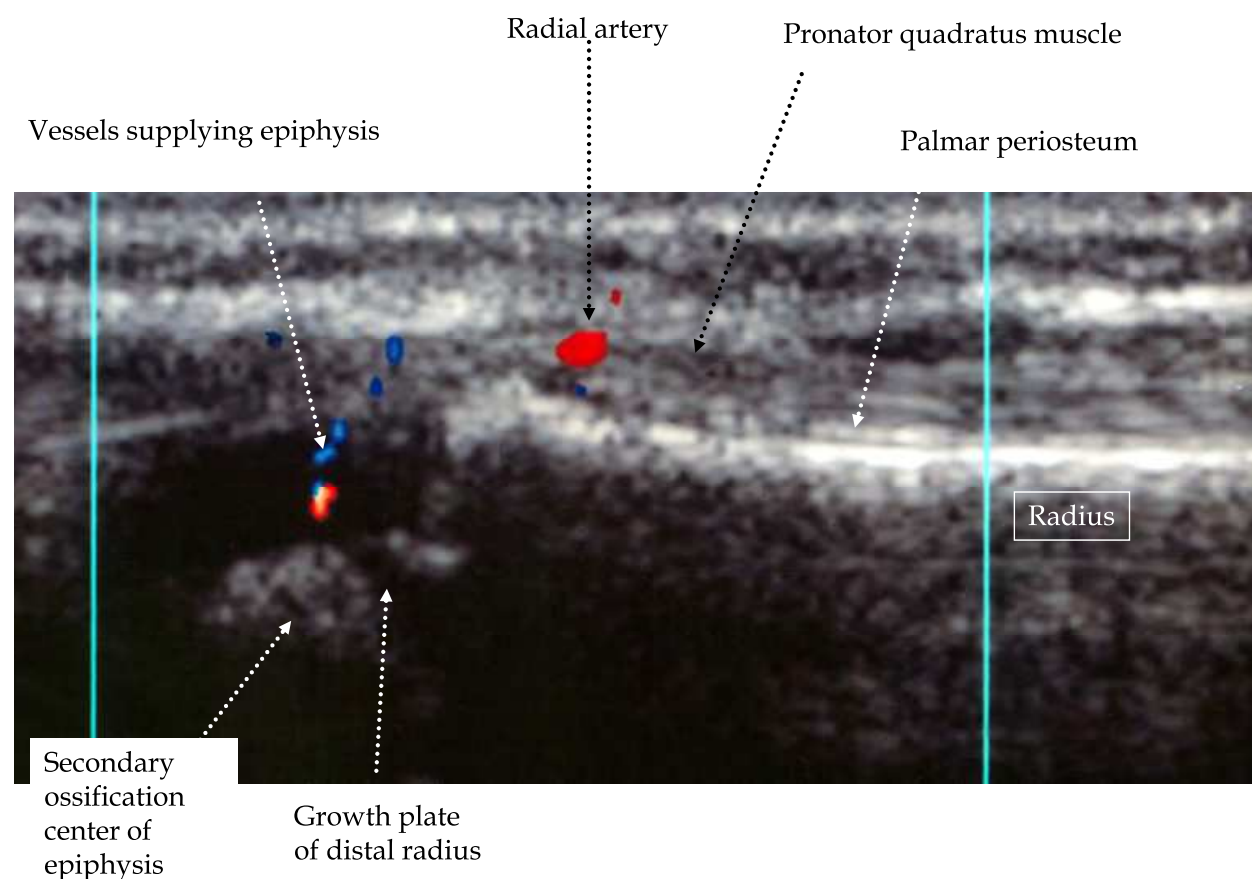 Radial artery
Pronator quadratus muscle
Vessels supplying epiphysis
Palmar periosteum
Radius
Secondary
ossification
center of
epiphysis
Growth plate
of distal radius